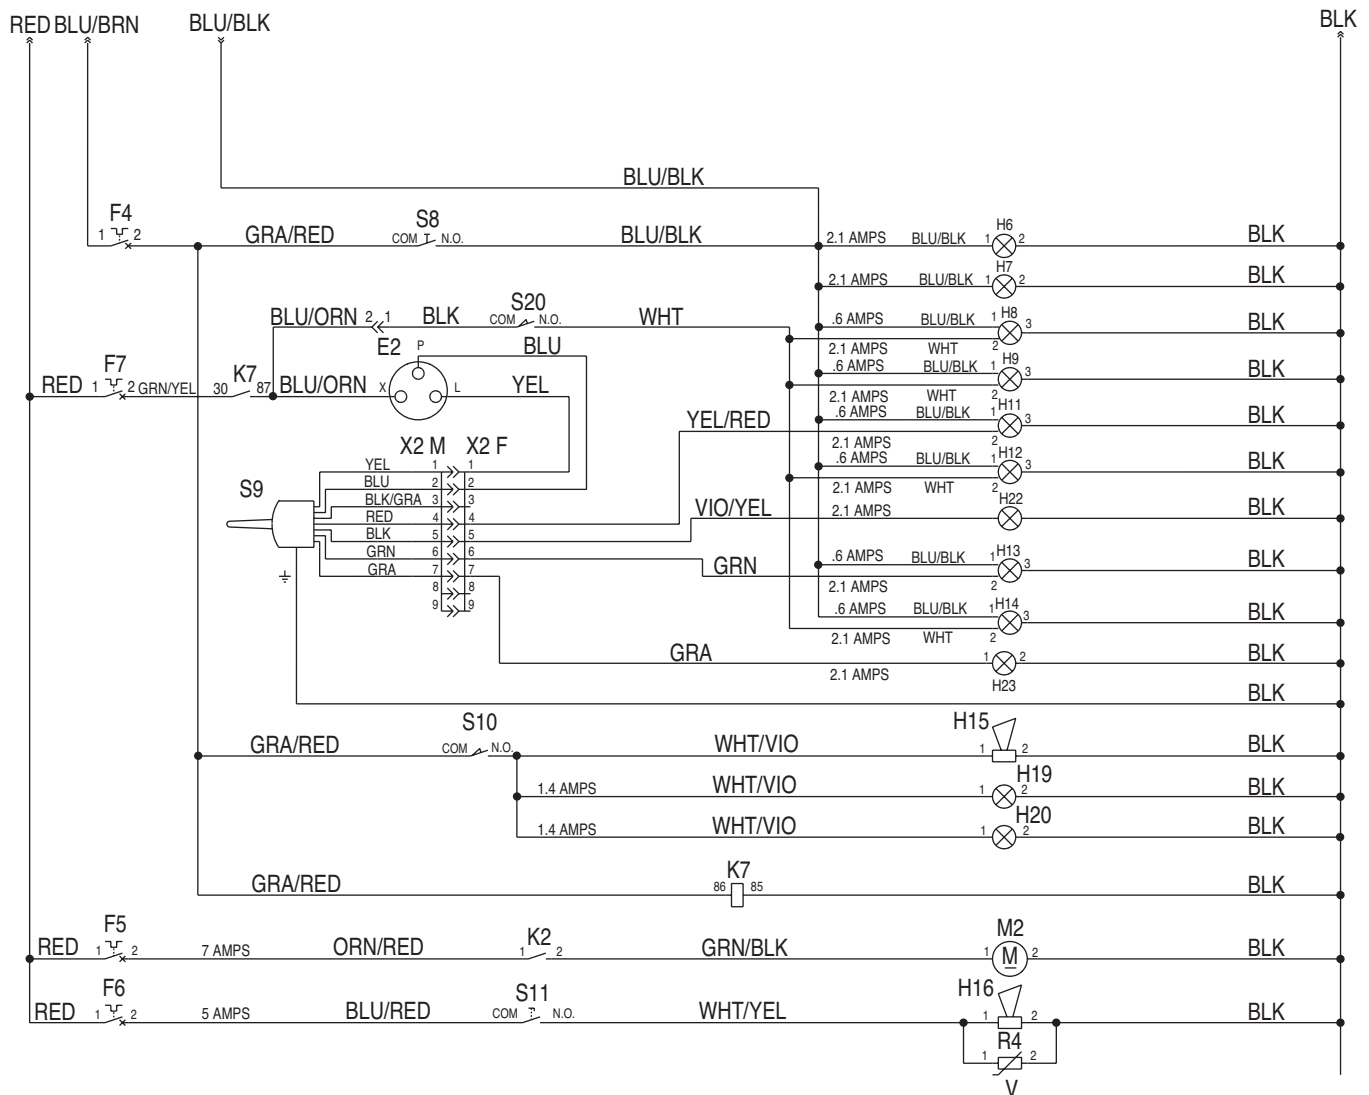 RED BLU/BRN BLU/BLK BLK
BLU/BLK
F4 1 2 GRA/RED S8 COM N.O. BLU/BLK 2.1 AMPS BLU/BLK 1 H6 2 BLK
2.1 AMPS BLU/BLK 1 H7 2 BLK
BLU/ORN 2 1 BLK S20 COM N.O. WHT .6 AMPS BLU/BLK 1 H8 3 BLK
2.1 AMPS WHT 2
E2 P BLU .6 AMPS BLU/BLK 1 H9 3 BLK
RED F7 1 2 GRN/YEL 30 K7 87 BLU/ORN X L YEL 2.1 AMPS WHT 2
YEL/RED .6 AMPS BLU/BLK 1 H11 3 BLK
2.1 AMPS 2
X2 M X2 F
S9
YEL 1 1
BLU 2 2
BLK/GRA 3 3
RED 4 4
BLK 5 5
GRN 6 6
GRA 7 7
8 8
9 9
.6 AMPS BLU/BLK 1 H12 3 BLK
2.1 AMPS WHT 2
VIO/YEL 2.1 AMPS H22 BLK
GRN .6 AMPS BLU/BLK 1 H13 3 BLK
2.1 AMPS 2
.6 AMPS BLU/BLK 1 H14 3 BLK
2.1 AMPS WHT 2
GRA 2.1 AMPS 1 2 H23 BLK
BLK
GRA/RED S10 COM N.O. WHT/VIO H15 1 2 BLK
1.4 AMPS WHT/VIO 1 H19 2 BLK
1.4 AMPS WHT/VIO 1 H20 2 BLK
GRA/RED K7 86 85 BLK
RED F5 1 2 7 AMPS ORN/RED K2 1 2 GRN/BLK M2 1 M 2 BLK
RED F6 1 2 5 AMPS BLU/RED S11 COM N.O. WHT/YEL H16 1 2 BLK
R4 1 2
V